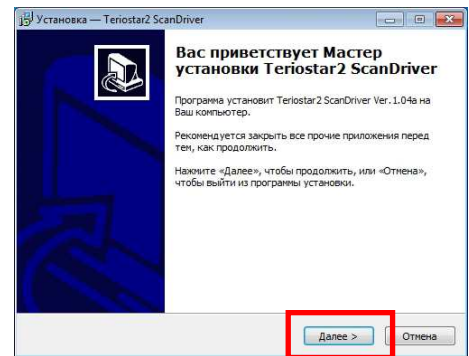 Установка — Teriostar2 ScanDriver
Вас приветствует Мастер
установки Teriostar2 ScanDriver
Программа установит Teriostar2 ScanDriver Ver.1.04a на
Ваш компьютер.
Рекомендуется закрыть все прочие приложения перед
тем, как продолжить.
Нажмите «Далее», чтобы продолжить, или «Отмена»,
чтобы выйти из программы установки.
Далее >
Отмена